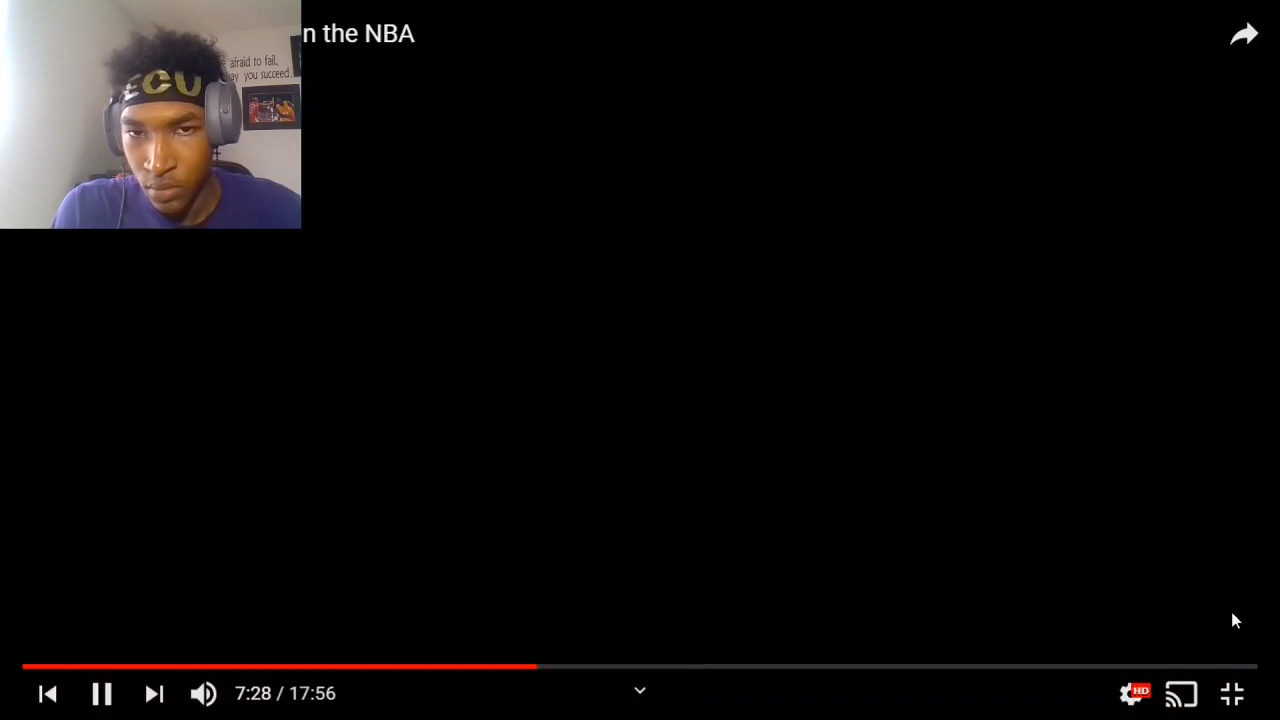 n the NBA
afraid to fail,
you succeed.
ECU
7:28 / 17:56
HD